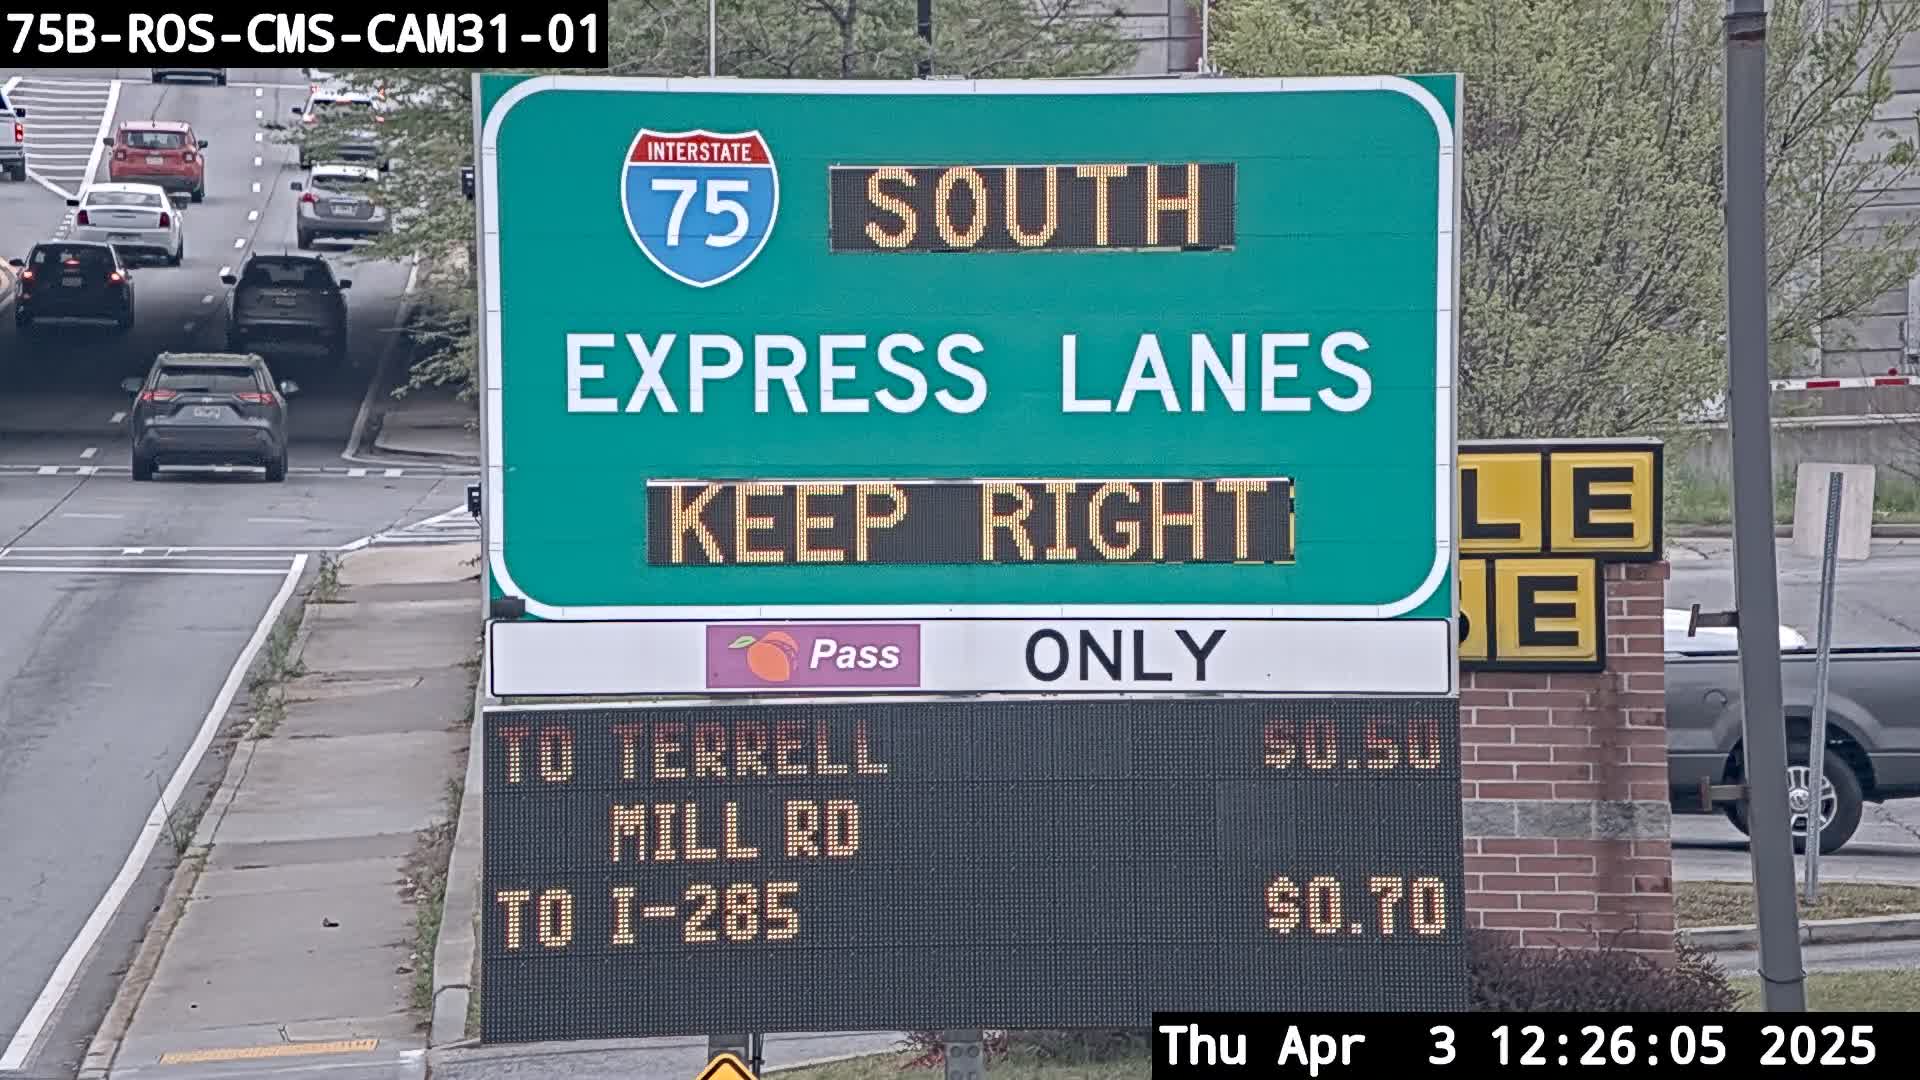 75B-ROS-CMS-CAM31-01
INTERSTATE
75
SOUTH
EXPRESS LANES
KEEP RIGHT
Pass ONLY
TO TERRELL $0.50
MILL RD
TO I-285 $0.70
LE
E
Thu Apr 3 12:26:05 2025